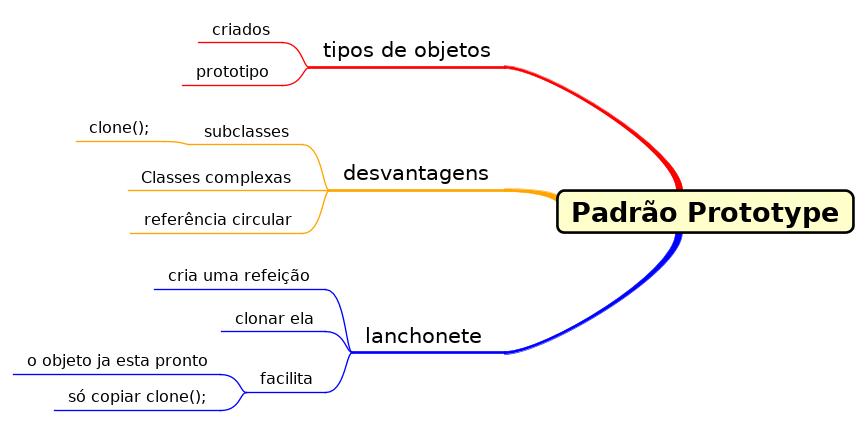 Padrão Prototype
tipos de objetos
criados
prototipo
desvantagens
subclasses
clone();
Classes complexas
referência circular
lanchonete
cria uma refeição
clonar ela
facilita
o objeto ja esta pronto
só copiar clone();